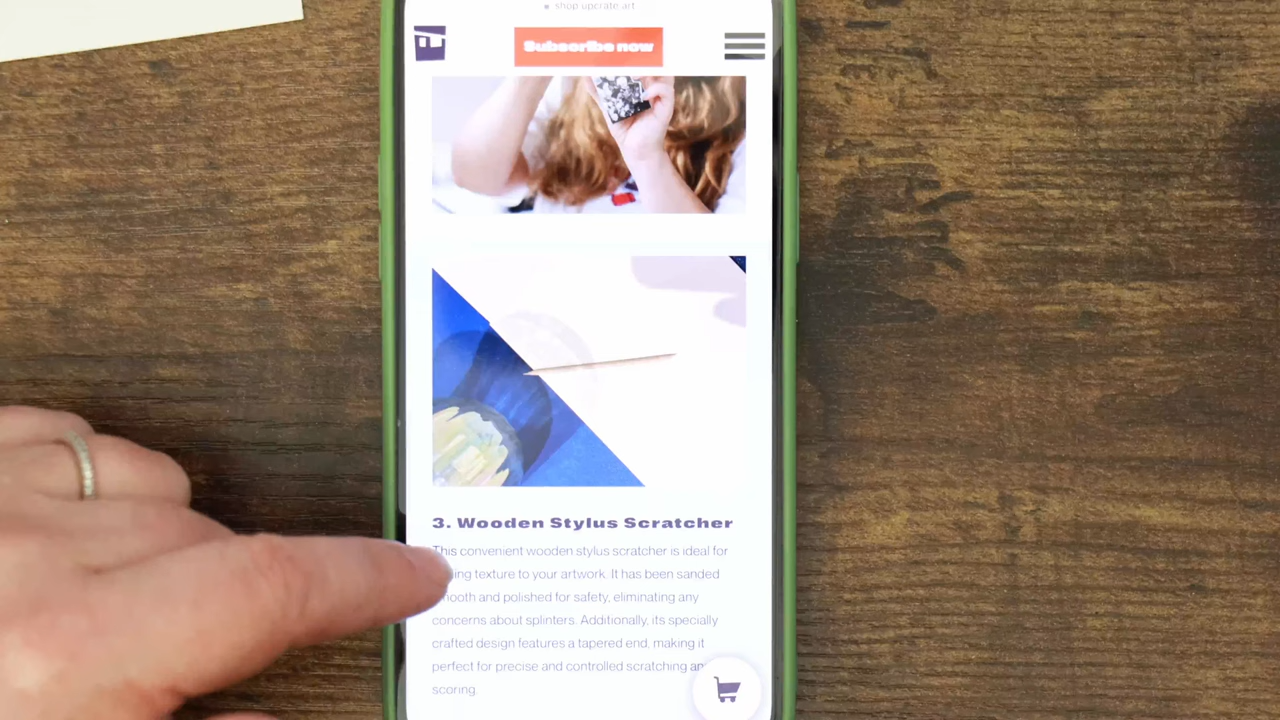 shop.upcrate.art
Subscribe now
3. Wooden Stylus Scratcher
This convenient wooden stylus scratcher is ideal for
texture to your artwork. It has been sanded
and polished for safety, eliminating any
concerns about splinters. Additionally, its specially
crafted design features a tapered end, making it
perfect for precise and controlled scratching
scoring.